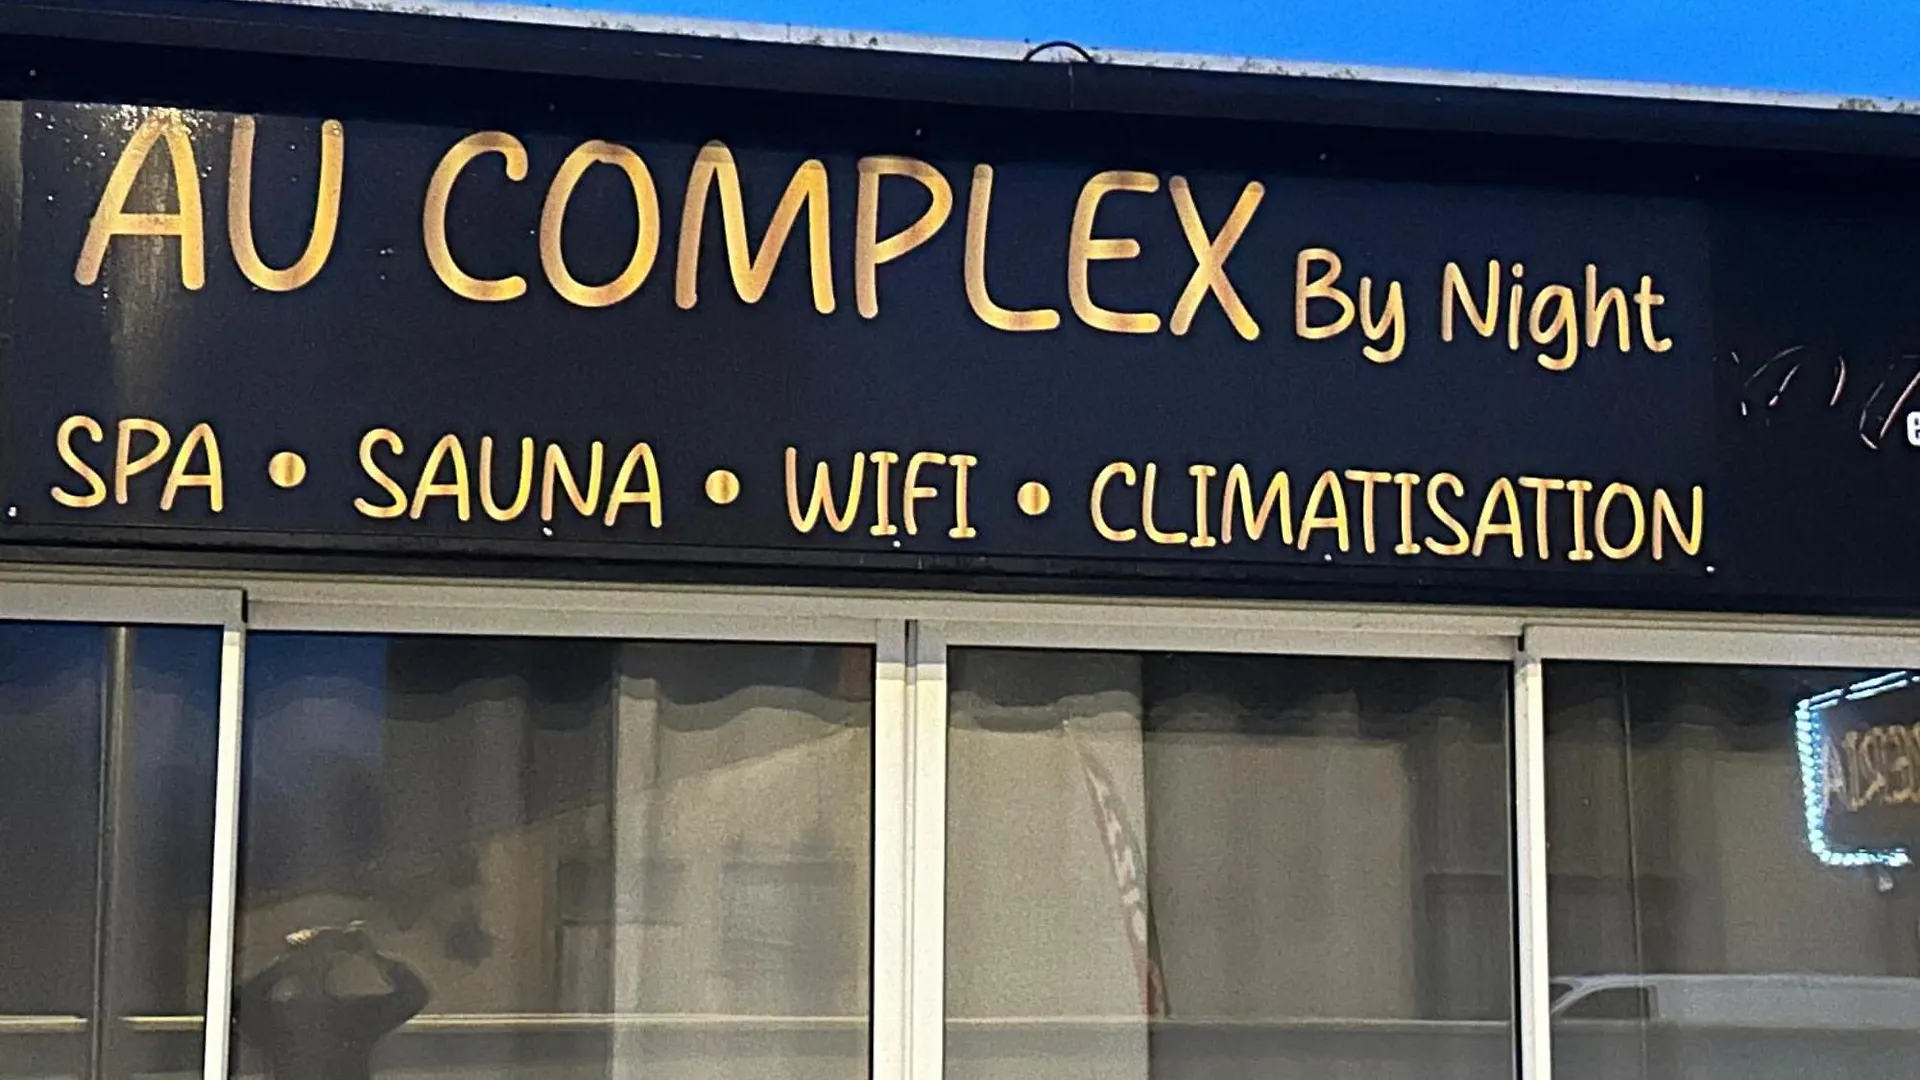 AU COMPLEX By Night
SPA • SAUNA • WIFI • CLIMATISATION